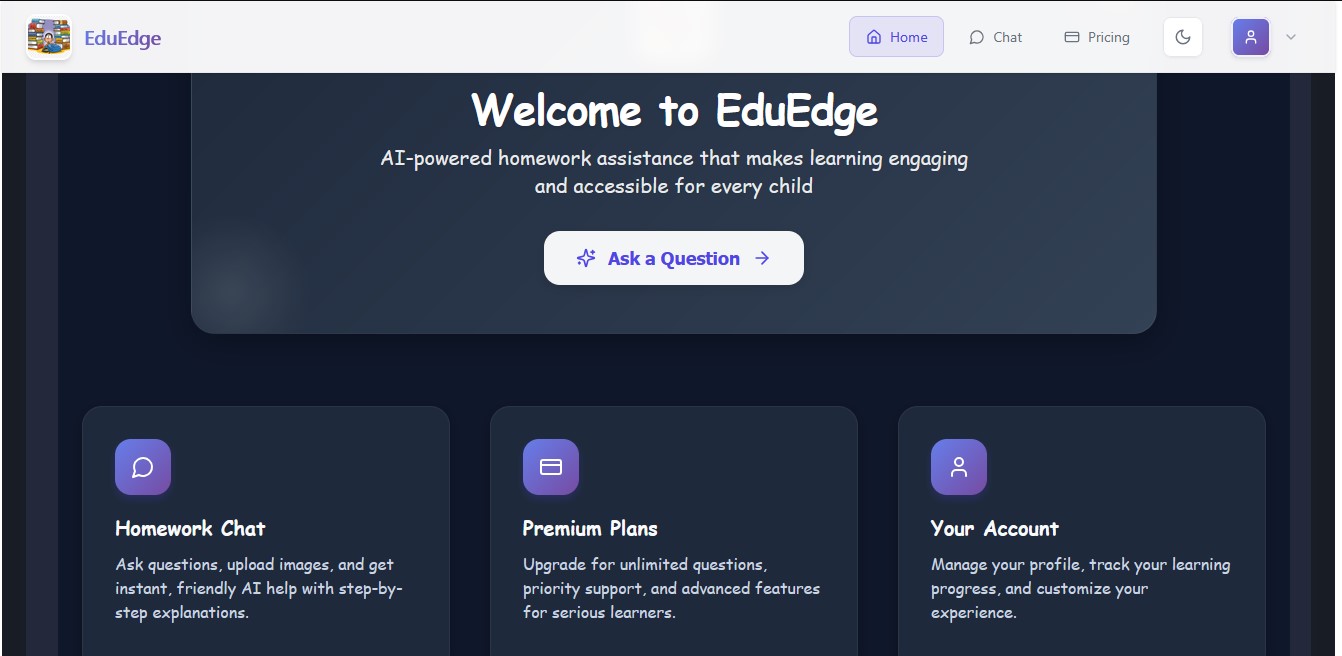 EduEdge
Home
Chat
Pricing
Welcome to EduEdge
AI-powered homework assistance that makes learning engaging
and accessible for every child
Ask a Question
Homework Chat
Ask questions, upload images, and get
instant, friendly AI help with step-by-
step explanations.
Premium Plans
Upgrade for unlimited questions,
priority support, and advanced features
for serious learners.
Your Account
Manage your profile, track your learning
progress, and customize your
experience.